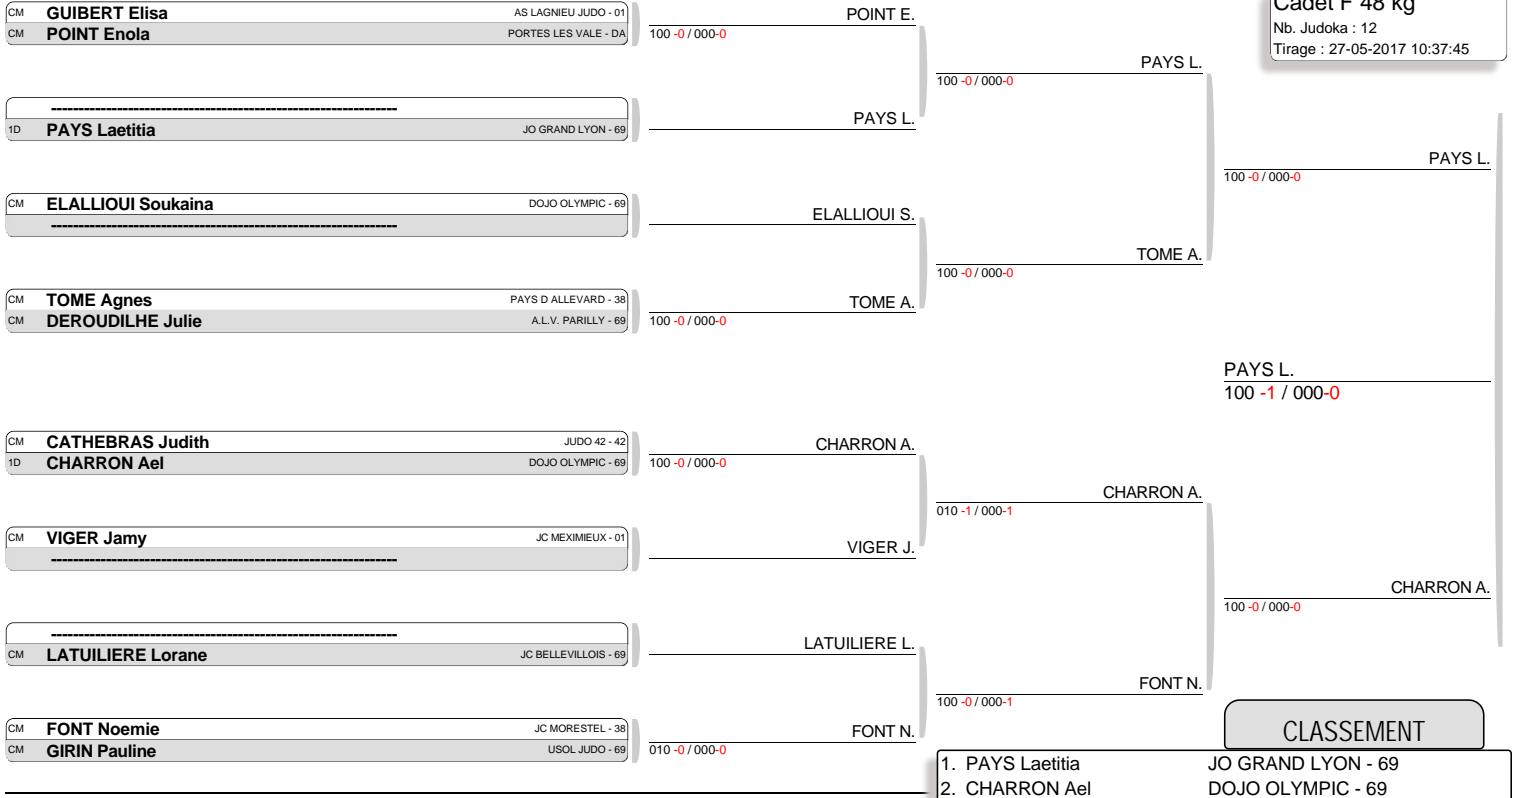 Cadet F 48 kg
Nb. Judoka : 12
Tirage : 27-05-2017 10:37:45
CM GUIBERT Elisa AS LAGNIEU JUDO - 01
CM POINT Enola PORTES LES VALE - DA
POINT E.
100 -0 / 000-0
PAYS L.
100 -0 / 000-0
----------------------------------------------------------------
1D PAYS Laetitia JO GRAND LYON - 69
PAYS L.
PAYS L.
100 -0 / 000-0
CM ELALLIOUI Soukaina DOJO OLYMPIC - 69
----------------------------------------------------------------
ELALLIOUI S.
TOME A.
100 -0 / 000-0
CM TOME Agnes PAYS D ALLEVARD - 38
CM DEROUDILHE Julie A.L.V. PARILLY - 69
TOME A.
100 -0 / 000-0
PAYS L.
100 -1 / 000-0
CM CATHEBRAS Judith JUDO 42 - 42
1D CHARRON Ael DOJO OLYMPIC - 69
CHARRON A.
100 -0 / 000-0
CHARRON A.
010 -1 / 000-1
CM VIGER Jamy JC MEXIMIEUX - 01
----------------------------------------------------------------
VIGER J.
CHARRON A.
100 -0 / 000-0
----------------------------------------------------------------
CM LATUILIERE Lorane JC BELLEVILLOIS - 69
LATUILIERE L.
FONT N.
100 -0 / 000-1
CM FONT Noemie JC MORESTEL - 38
CM GIRIN Pauline USOL JUDO - 69
FONT N.
010 -0 / 000-0
CLASSEMENT
1. PAYS Laetitia JO GRAND LYON - 69
2. CHARRON Ael DOJO OLYMPIC - 69